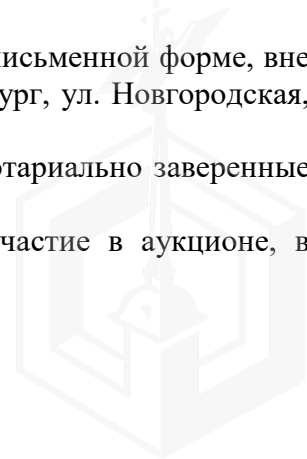 письменной форме, вне
ург, ул. Новгородская,
отариально заверенные
частие в аукционе, в